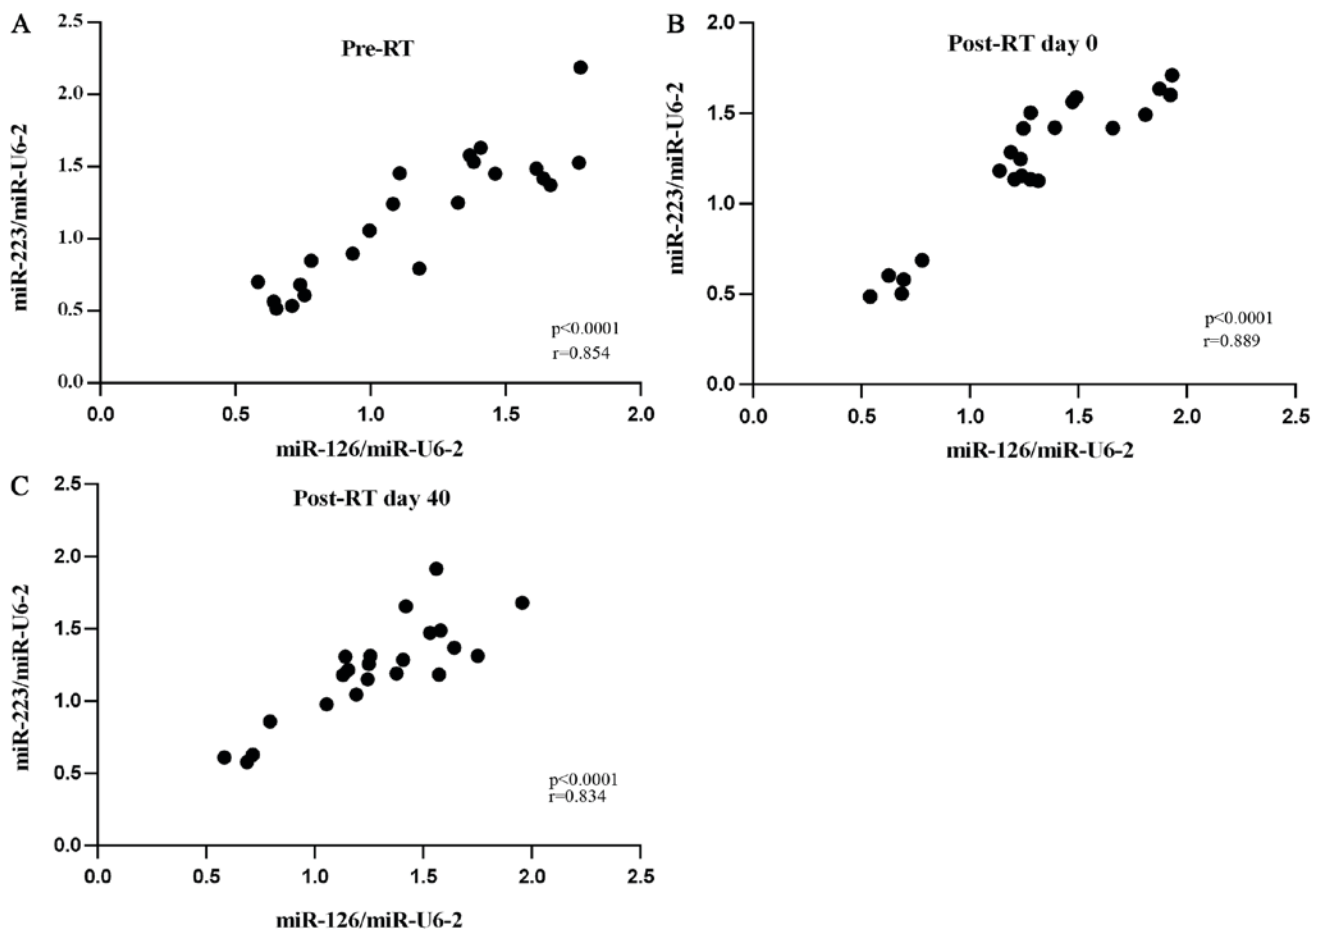 A
Pre-RT
2.5
2.0
1.5
1.0
0.5
0.0
miR-223/miR-U6-2
p<0.0001
r=0.854
0.0 0.5 1.0 1.5 2.0
miR-126/miR-U6-2
B
Post-RT day 0
2.0
1.5
1.0
0.5
0.0
miR-223/miR-U6-2
p<0.0001
r=0.889
0.0 0.5 1.0 1.5 2.0 2.5
miR-126/miR-U6-2
C
Post-RT day 40
2.5
2.0
1.5
1.0
0.5
0.0
miR-223/miR-U6-2
p<0.0001
r=0.834
0.0 0.5 1.0 1.5 2.0 2.5
miR-126/miR-U6-2